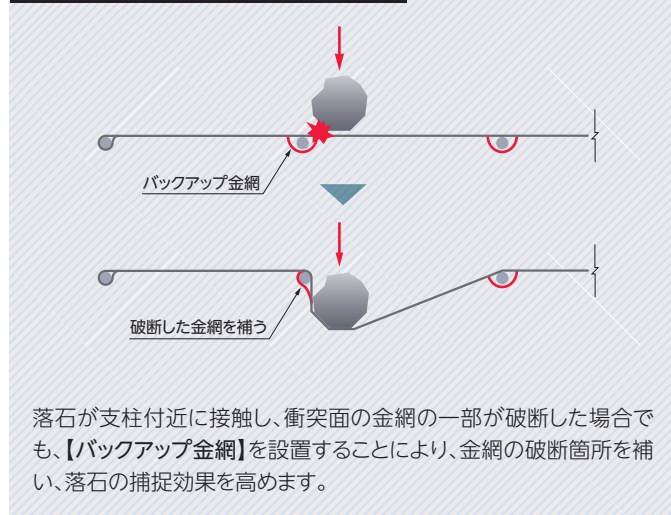 バックアップ金網
破断した金網を補う
落石が支柱付近に接触し、衝突面の金網の一部が破断した場合で
も、【バックアップ金網】を設置することにより、金網の破断箇所を補
い、落石の捕捉効果を高めます。